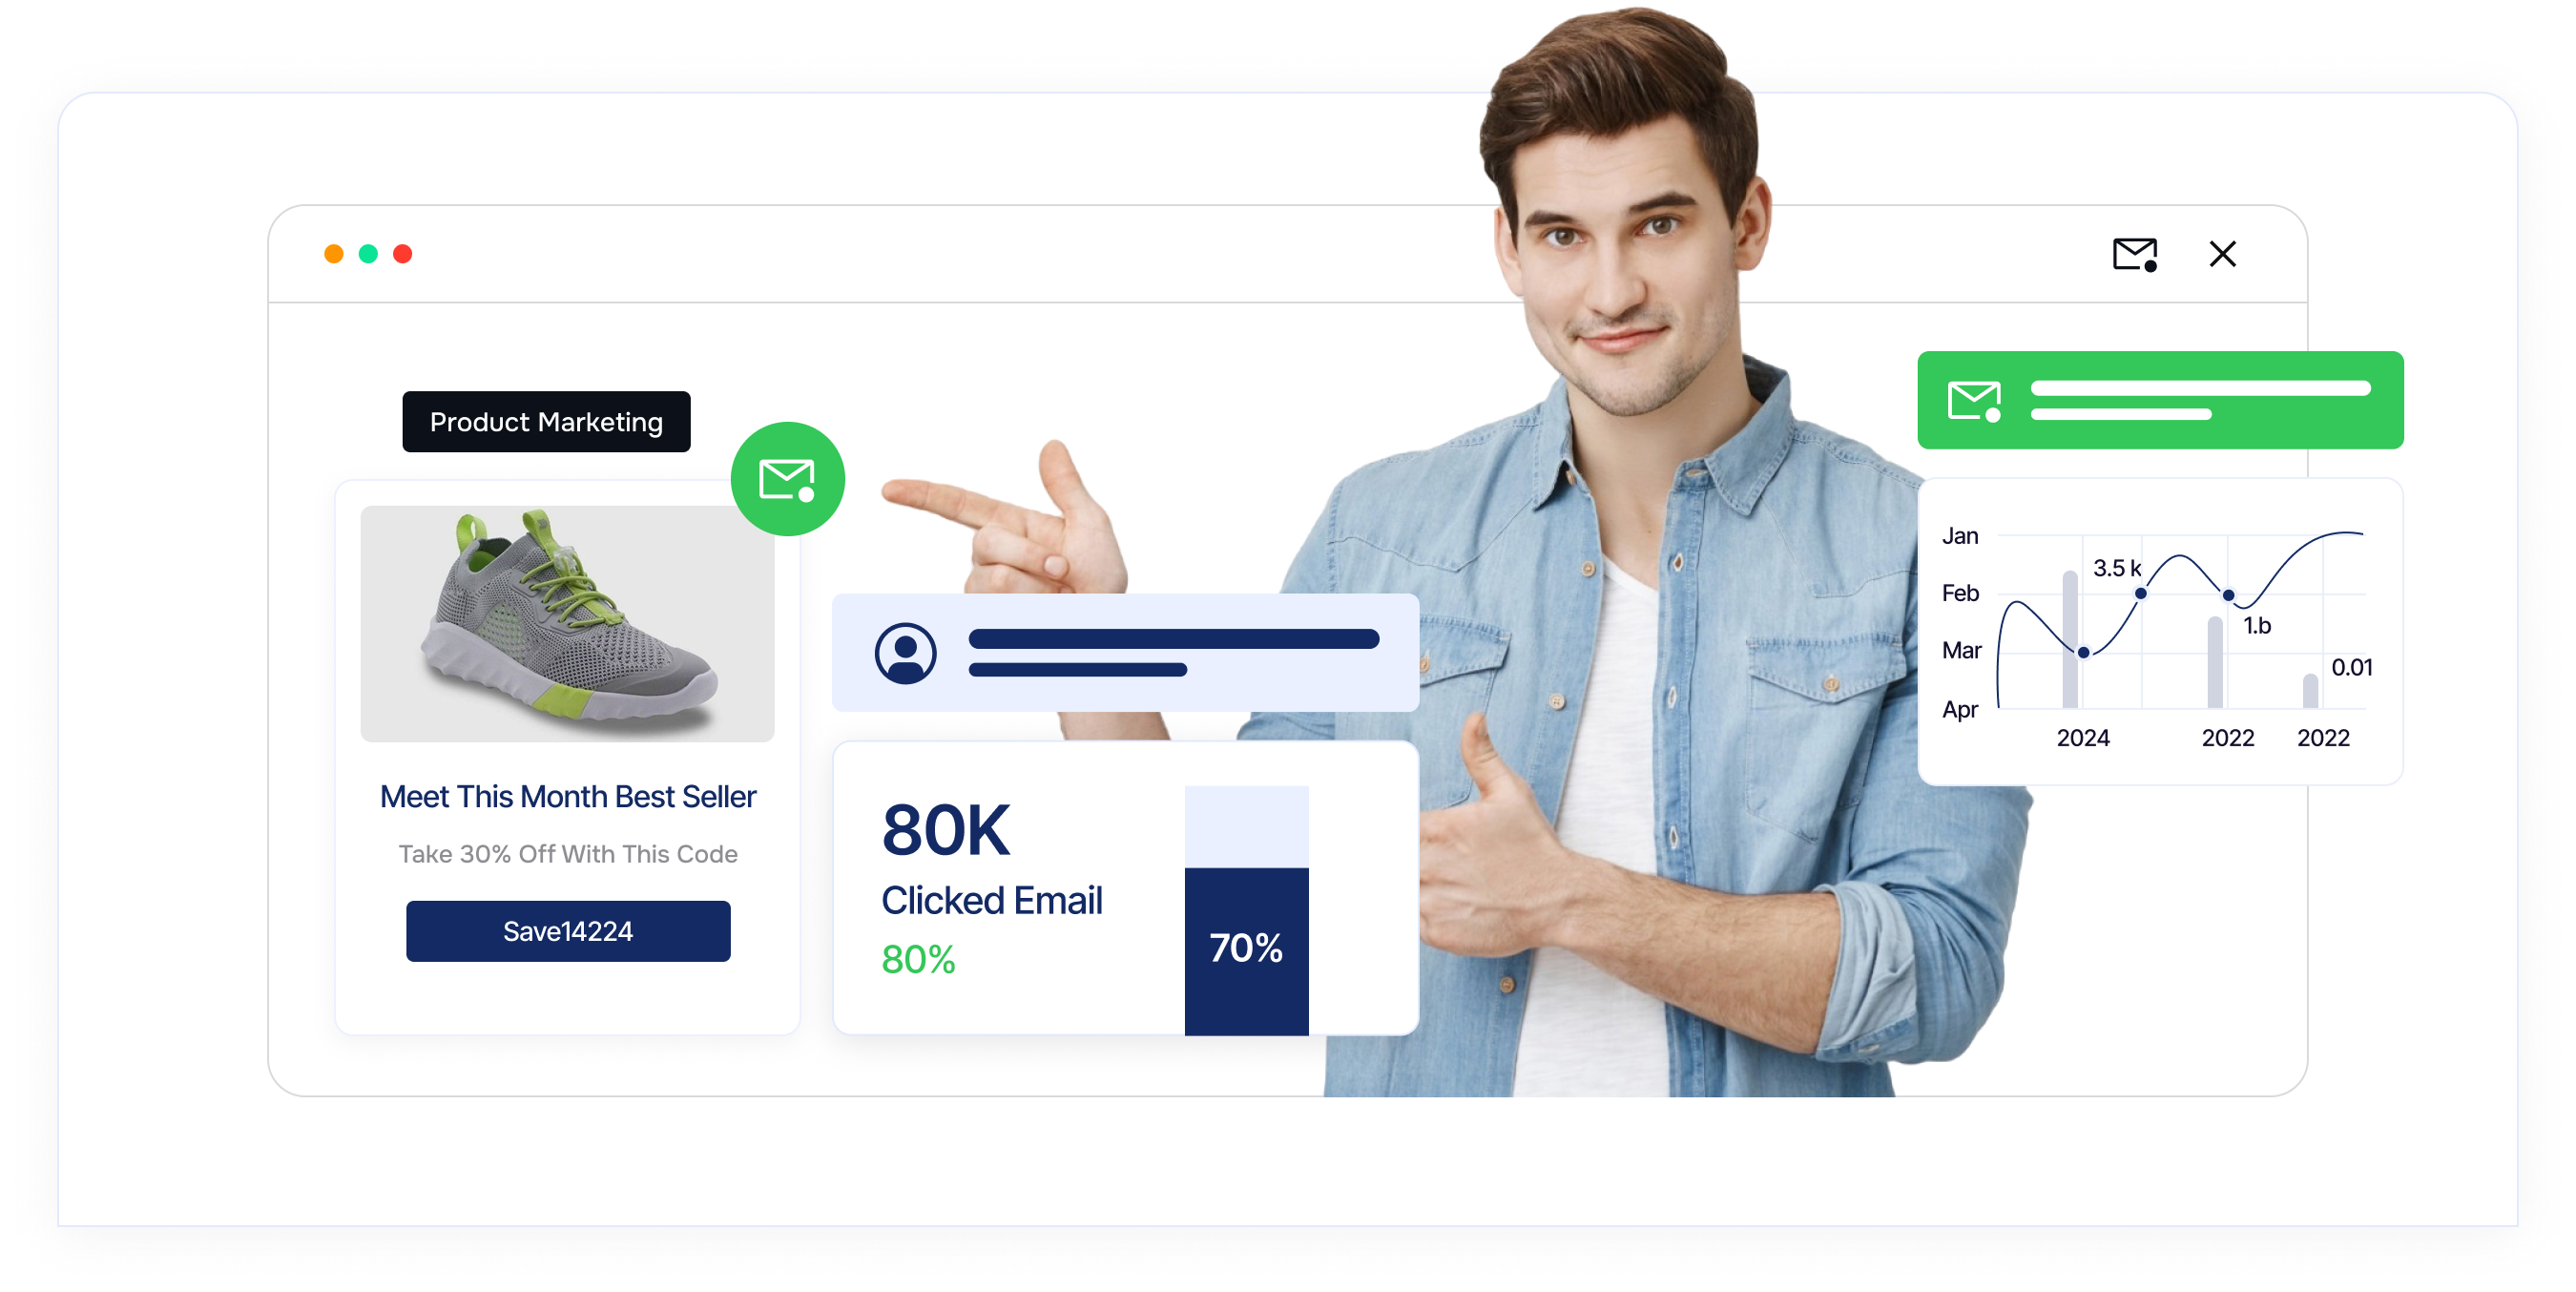 Product Marketing
Meet This Month Best Seller
Take 30% Off With This Code
Save14224
80K
Clicked Email
80%
70%
Jan
Feb
Mar
Apr
3.5 k
1.b
0.01
2024
2022
2022